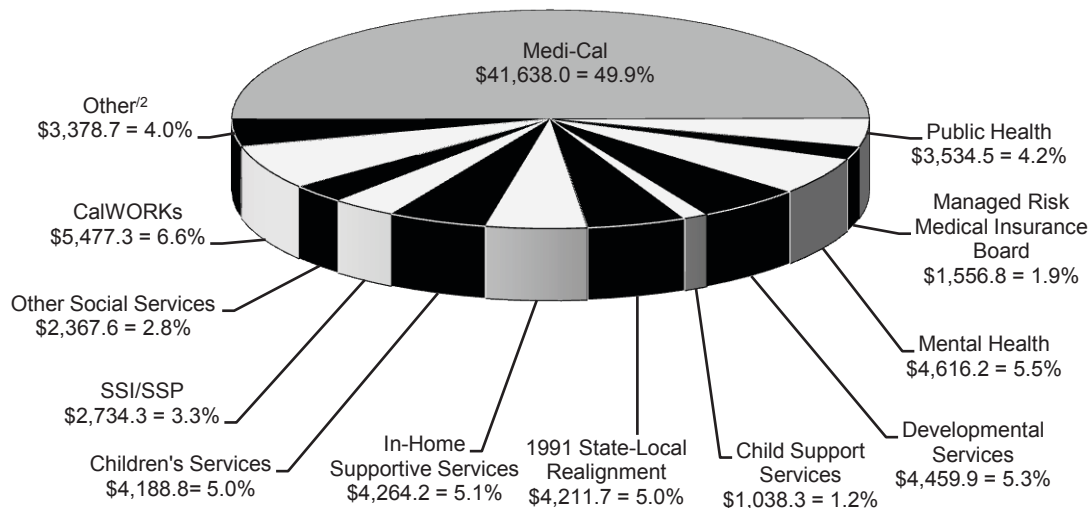 Medi-Cal
$41,638.0 = 49.9%
Other/2
$3,378.7 = 4.0%
Public Health
$3,534.5 = 4.2%
CalWORKs
$5,477.3 = 6.6%
Managed Risk
Medical Insurance
Board
$1,556.8 = 1.9%
Other Social Services
$2,367.6 = 2.8%
Mental Health
$4,616.2 = 5.5%
SSI/SSP
$2,734.3 = 3.3%
Children's Services
$4,188.8= 5.0%
In-Home
Supportive Services
$4,264.2 = 5.1%
1991 State-Local
Realignment
$4,211.7= 5.0%
Child Support
Services
$1,038.3 = 1.2%
Developmental
Services
$4,459.9 = 5.3%